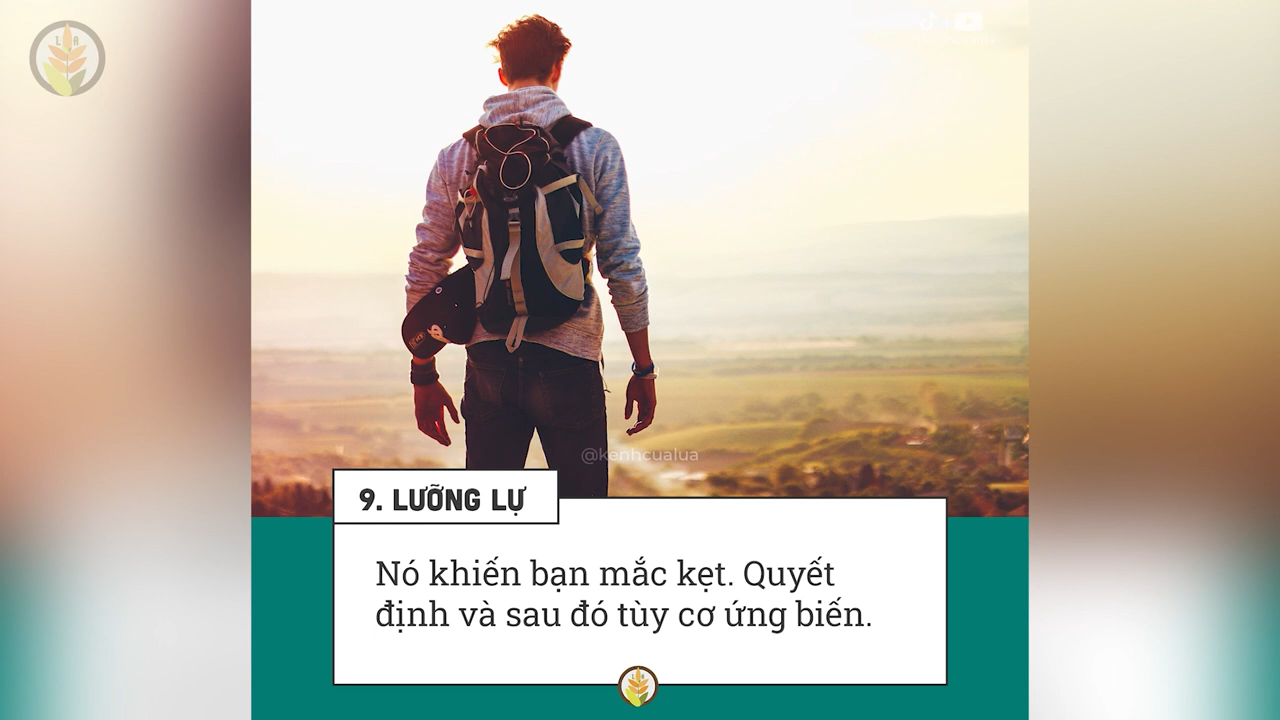 L A
@kenhcualua
9. LƯỠNG LỰ
Nó khiến bạn mắc kẹt. Quyết
định và sau đó tùy cơ ứng biến.